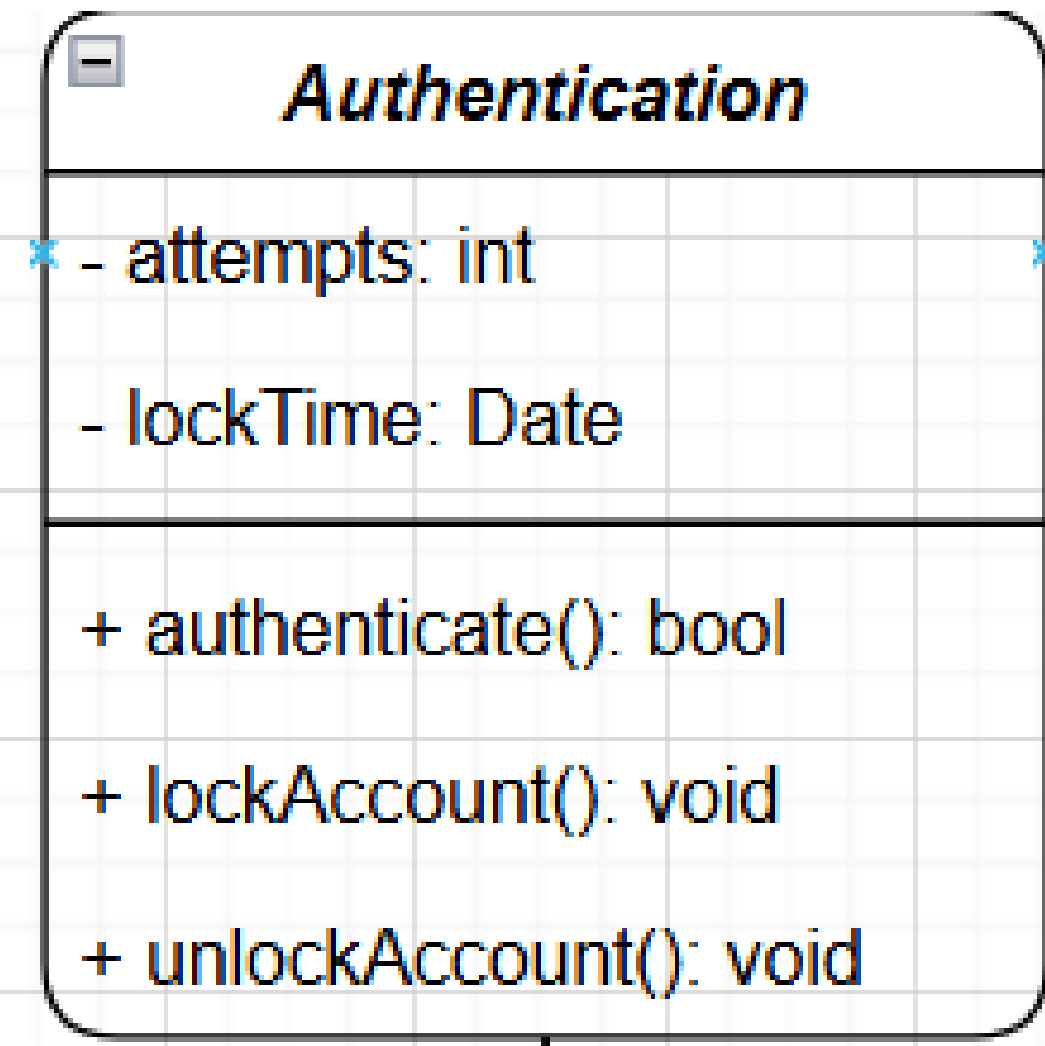 Authentication
- attempts: int
- lockTime: Date
+ authenticate(): bool
+ lockAccount(): void
+ unlockAccount(): void